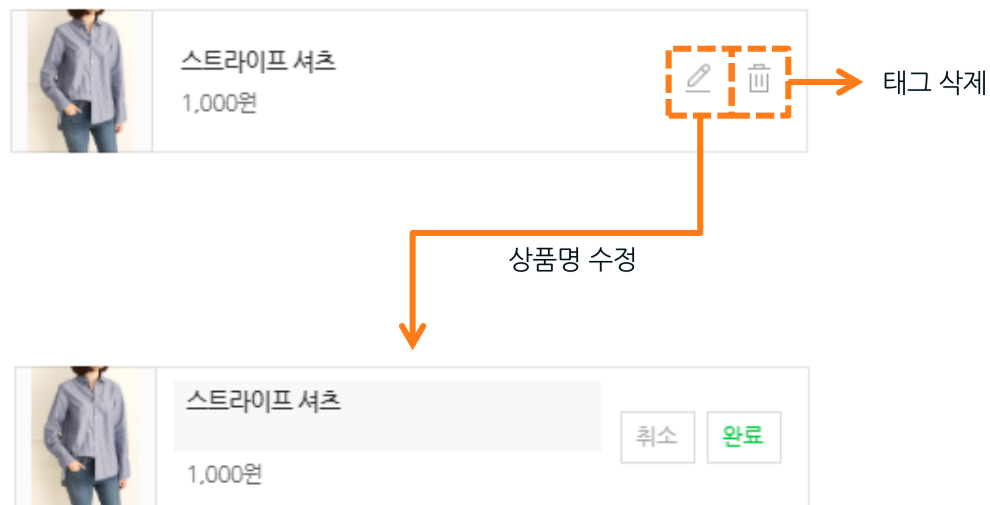 스트라이프 셔츠
1,000원
태그 삭제
상품명 수정
스트라이프 셔츠
1,000원
취소
완료